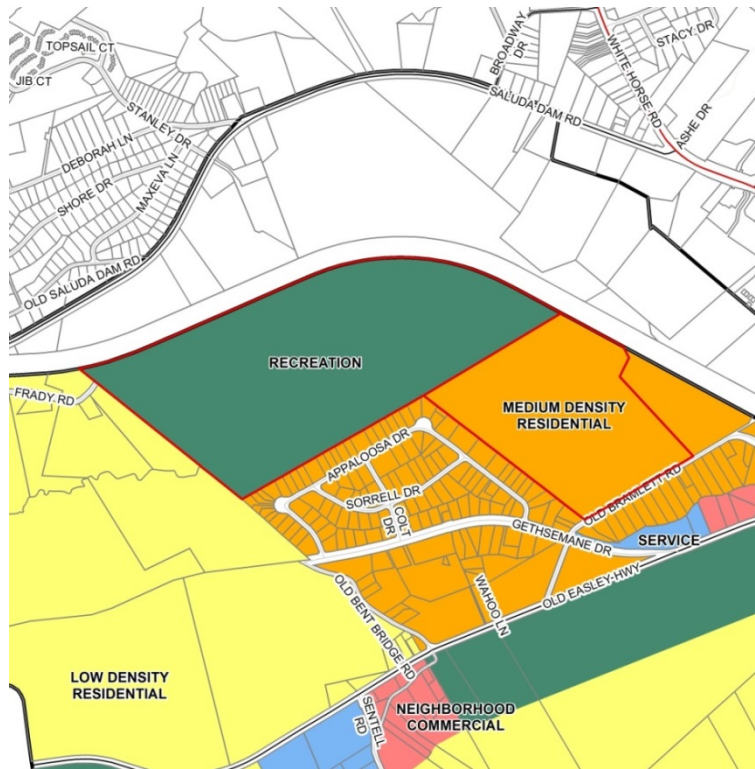 TOPSAIL CT
JIB CT
STANLEY DR
DEBORAH LN
SHORE DR
MAXEVA LN
OLD SALUDA DAM RD
BROADWAY
DR
STACY DR
WHITE HORSE RD
SALUDA DAM RD
ASHE DR
RECREATION
FRADY RD
MEDIUM DENSITY
RESIDENTIAL
APPALOOSA DR
SORRELL DR
COLT
DR
OLD BRAMLETT RD
GETHSEMANE DR
SERVICE
OLD BENT BRIDGE RD
WAHOO LN
OLD EASLEY HWY
LOW DENSITY
RESIDENTIAL
SENTELL
RD
NEIGHBORHOOD
COMMERCIAL